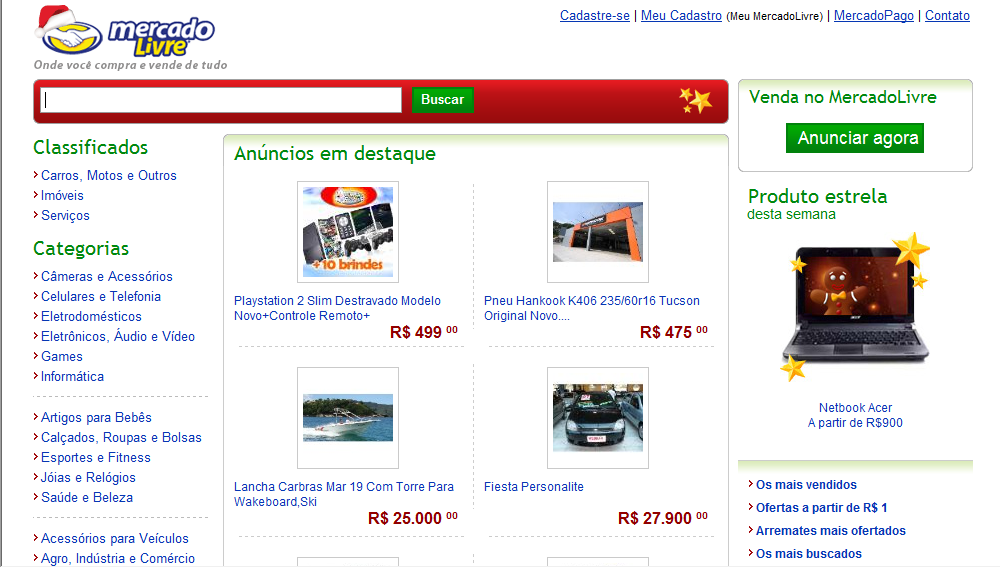 mercado
Livre
Onde você compra e vende de tudo
Cadastre-se | Meu Cadastro (Meu MercadoLivre) | MercadoPago | Contato
Buscar
Venda no MercadoLivre
Anunciar agora
Classificados
Carros, Motos e Outros
Imóveis
Serviços
Categorias
Câmeras e Acessórios
Celulares e Telefonia
Eletrodomésticos
Eletrônicos, Áudio e Vídeo
Games
Informática
Artigos para Bebês
Calçados, Roupas e Bolsas
Esportes e Fitness
Jóias e Relógios
Saúde e Beleza
Acessórios para Veículos
Agro, Indústria e Comércio
Anúncios em destaque
+10 brindes
Playstation 2 Slim Destravado Modelo
Novo+Controle Remoto+
R$ 499 00
Pneu Hankook K406 235/60r16 Tucson
Original Novo....
R$ 475 00
Lancha Carbras Mar 19 Com Torre Para
Wakeboard,Ski
R$ 25.000 00
Fiesta Personalite
R$ 27.900 00
Produto estrela
desta semana
acer
Netbook Acer
A partir de R$900
Os mais vendidos
Ofertas a partir de R$ 1
Arremates mais ofertados
Os mais buscados